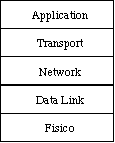 Application
Transport
Network
Data Link
Fisico